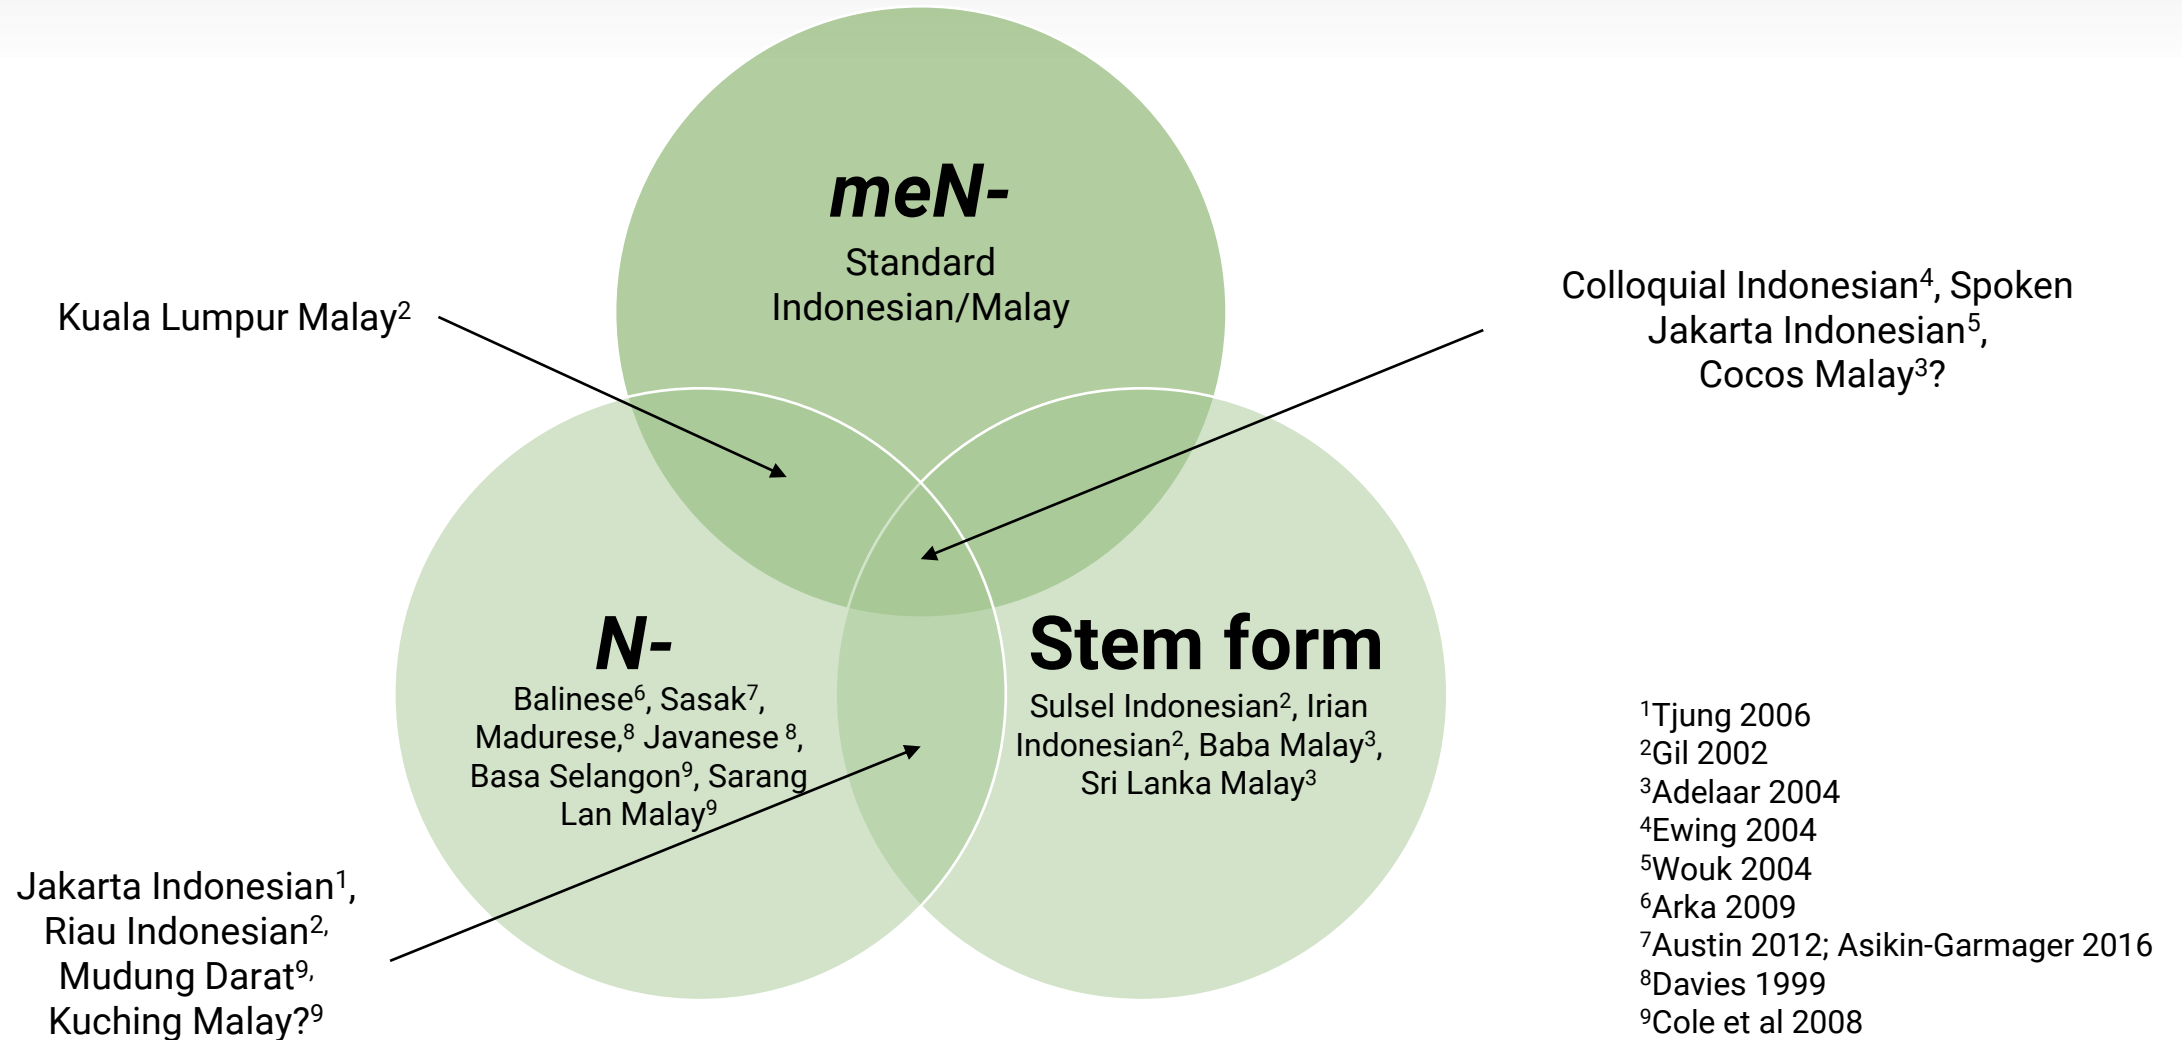 meN-
Standard
Indonesian/Malay
Kuala Lumpur Malay²
Colloquial Indonesian⁴, Spoken
Jakarta Indonesian⁵,
Cocos Malay³?
N-
Balinese⁶, Sasak⁷,
Madurese,⁸ Javanese ⁸,
Basa Selangon⁹, Sarang
Lan Malay⁹
Stem form
Sulsel Indonesian², Irian
Indonesian², Baba Malay³,
Sri Lanka Malay³
Jakarta Indonesian¹,
Riau Indonesian²,
Mudung Darat⁹,
Kuching Malay?⁹
¹Tjung 2006
²Gil 2002
³Adelaar 2004
⁴Ewing 2004
⁵Wouk 2004
⁶Arka 2009
⁷Austin 2012; Asikin-Garmager 2016
⁸Davies 1999
⁹Cole et al 2008